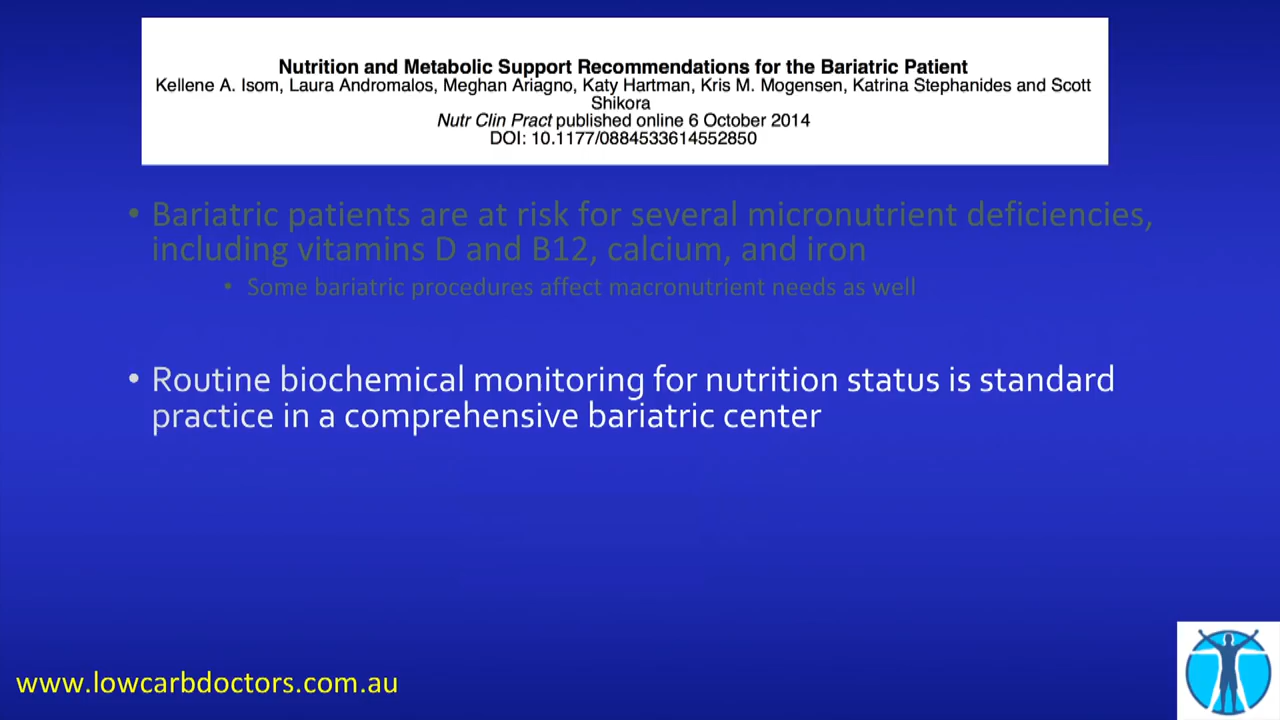 Nutrition and Metabolic Support Recommendations for the Bariatric Patient
Kellene A. Isom, Laura Andromalos, Meghan Ariagno, Katy Hartman, Kris M. Mogensen, Katrina Stephanides and Scott
Shikora
Nutr Clin Pract published online 6 October 2014
DOI: 10.1177/0884533614552850
• Bariatric patients are at risk for several micronutrient deficiencies,
including vitamins D and B12, calcium, and iron
• Some bariatric procedures affect macronutrient needs as well
• Routine biochemical monitoring for nutrition status is standard
practice in a comprehensive bariatric center
www.lowcarbdoctors.com.au